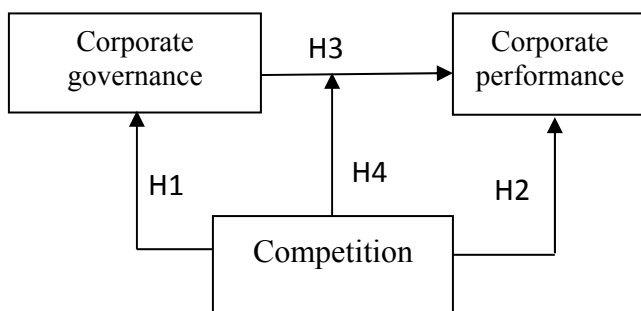 Corporate
governance
H3
Corporate
performance
H1
H4
H2
Competition